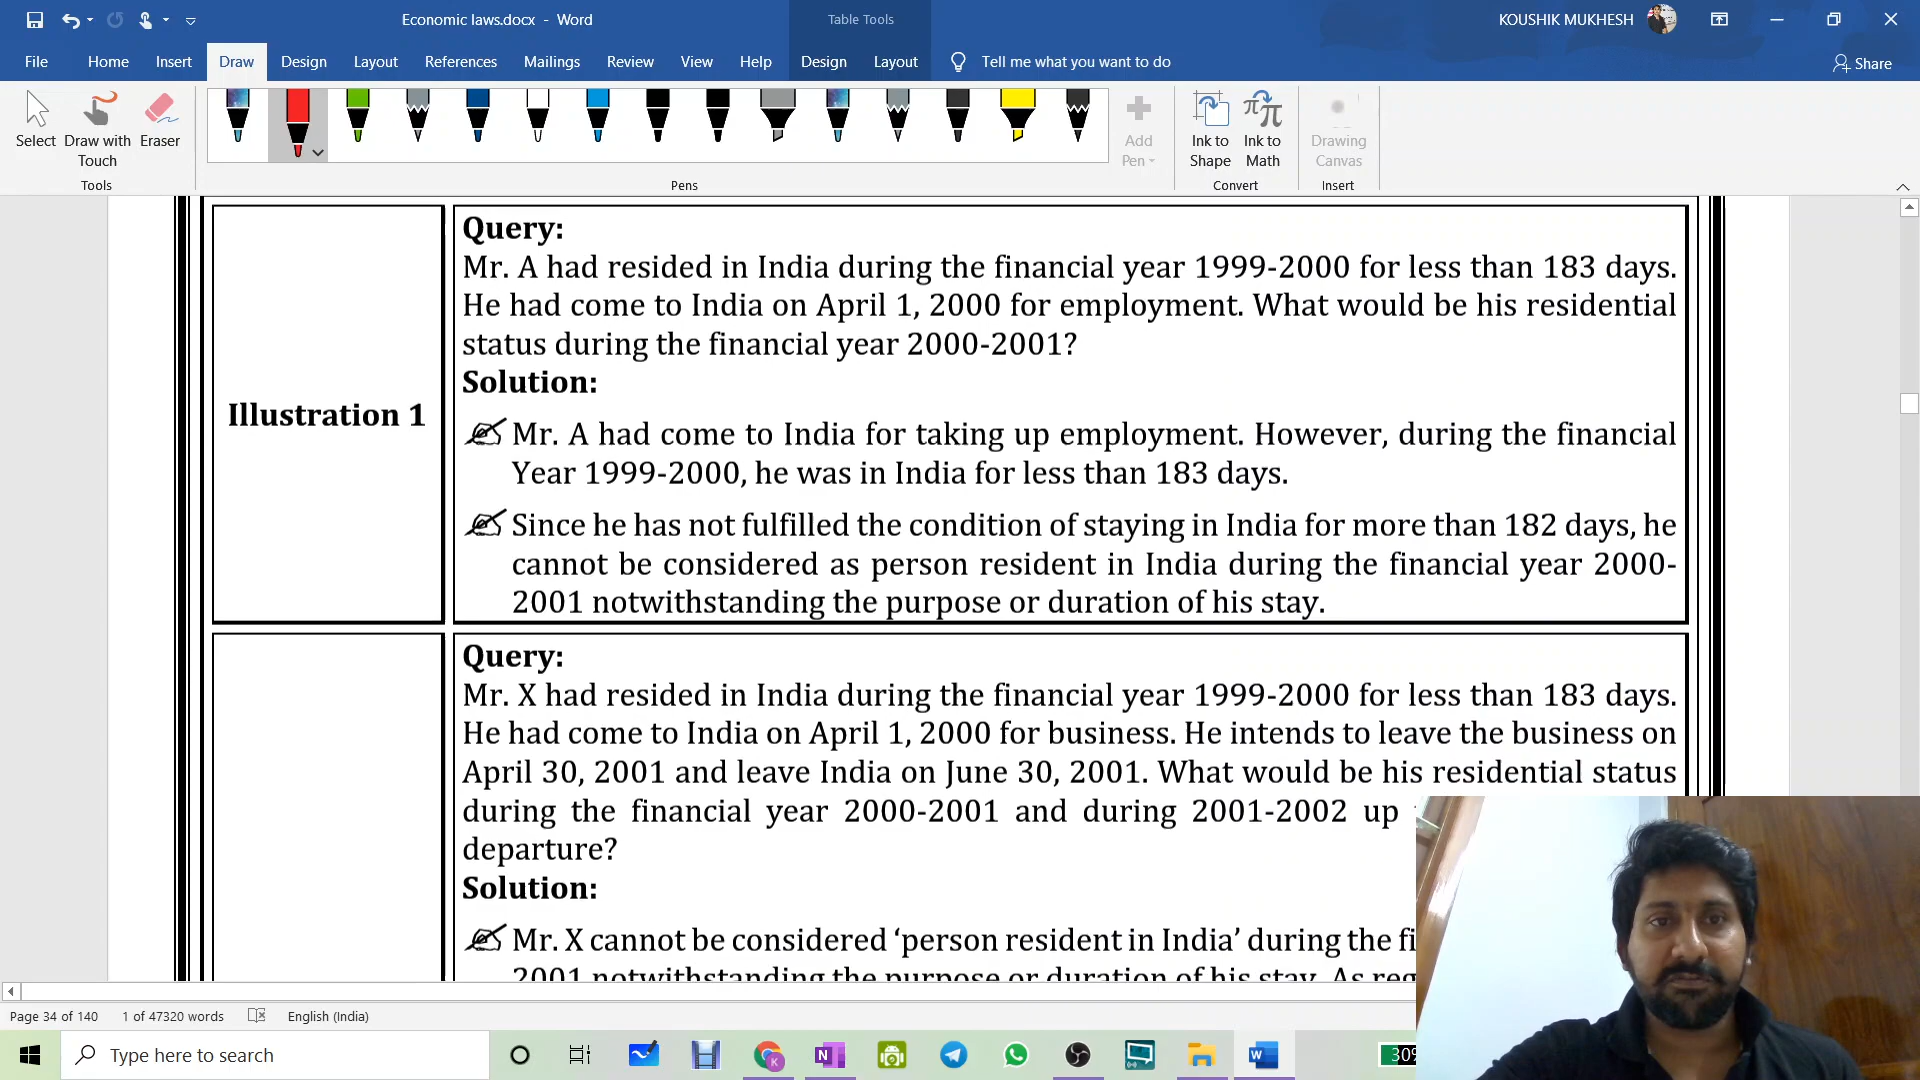 Economic laws.docx - Word
Table Tools
KOUSHIK MUKHESH
File Home Insert Draw Design Layout References Mailings Review View Help Design Layout Tell me what you want to do Share
Select
Draw with Touch
Eraser
Tools
Pens
Add Pen
Ink to Shape
Ink to Math
Convert
Drawing Canvas
Insert
Illustration 1
Query:
Mr. A had resided in India during the financial year 1999-2000 for less than 183 days.
He had come to India on April 1, 2000 for employment. What would be his residential
status during the financial year 2000-2001?
Solution:
Mr. A had come to India for taking up employment. However, during the financial
Year 1999-2000, he was in India for less than 183 days.
Since he has not fulfilled the condition of staying in India for more than 182 days, he
cannot be considered as person resident in India during the financial year 2000-
2001 notwithstanding the purpose or duration of his stay.
Query:
Mr. X had resided in India during the financial year 1999-2000 for less than 183 days.
He had come to India on April 1, 2000 for business. He intends to leave the business on
April 30, 2001 and leave India on June 30, 2001. What would be his residential status
during the financial year 2000-2001 and during 2001-2002 up
departure?
Solution:
Mr. X cannot be considered ‘person resident in India’ during the
2001 notwithstanding the purpose or duration of his stay. As
Page 34 of 140 1 of 47320 words English (India)
Type here to search
30%